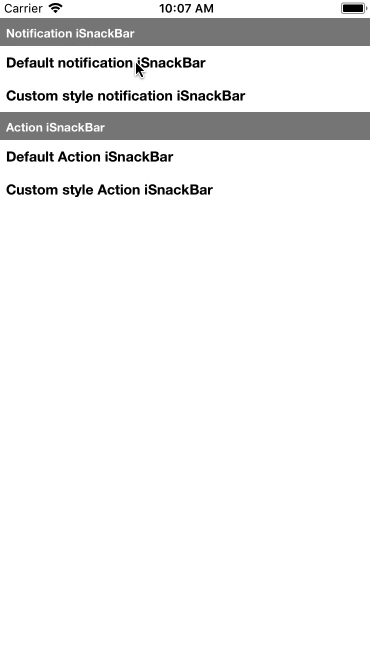 Carrier 10:07 AM
Notification iSnackBar
Default notification iSnackBar
Custom style notification iSnackBar
Action iSnackBar
Default Action iSnackBar
Custom style Action iSnackBar